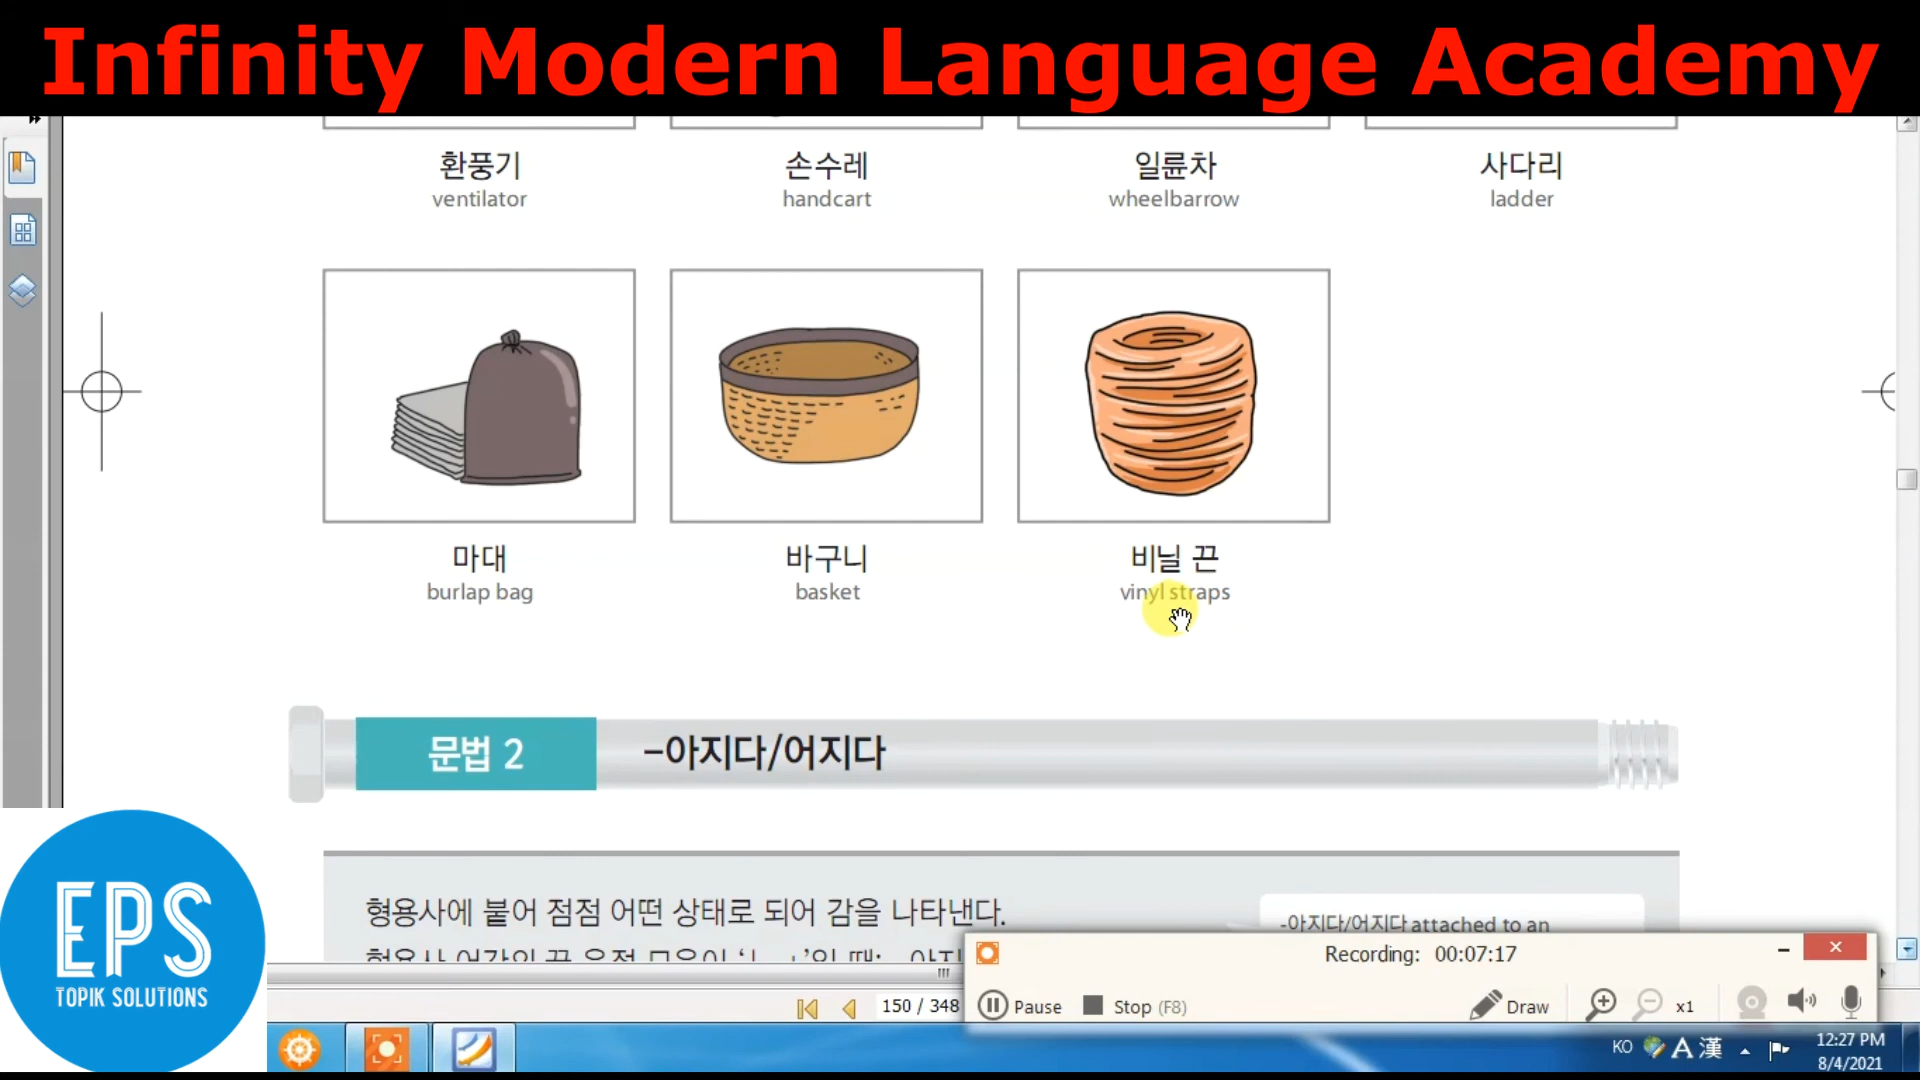 Infinity Modern Language Academy
환풍기 손수레 일륜차 사다리
ventilator handcart wheelbarrow ladder
마대 바구니 비닐 끈
burlap bag basket vinyl straps
문법 2 –아지다/어지다
형용사에 붙어 점점 어떤 상태로 되어 감을 나타낸다.
-아지다/어지다 attached to an
EPS
TOPIK SOLUTIONS
Recording: 00:07:17
150 / 348
Pause Stop (F8) Draw x1
KO A 漢 12:27 PM
8/4/2021